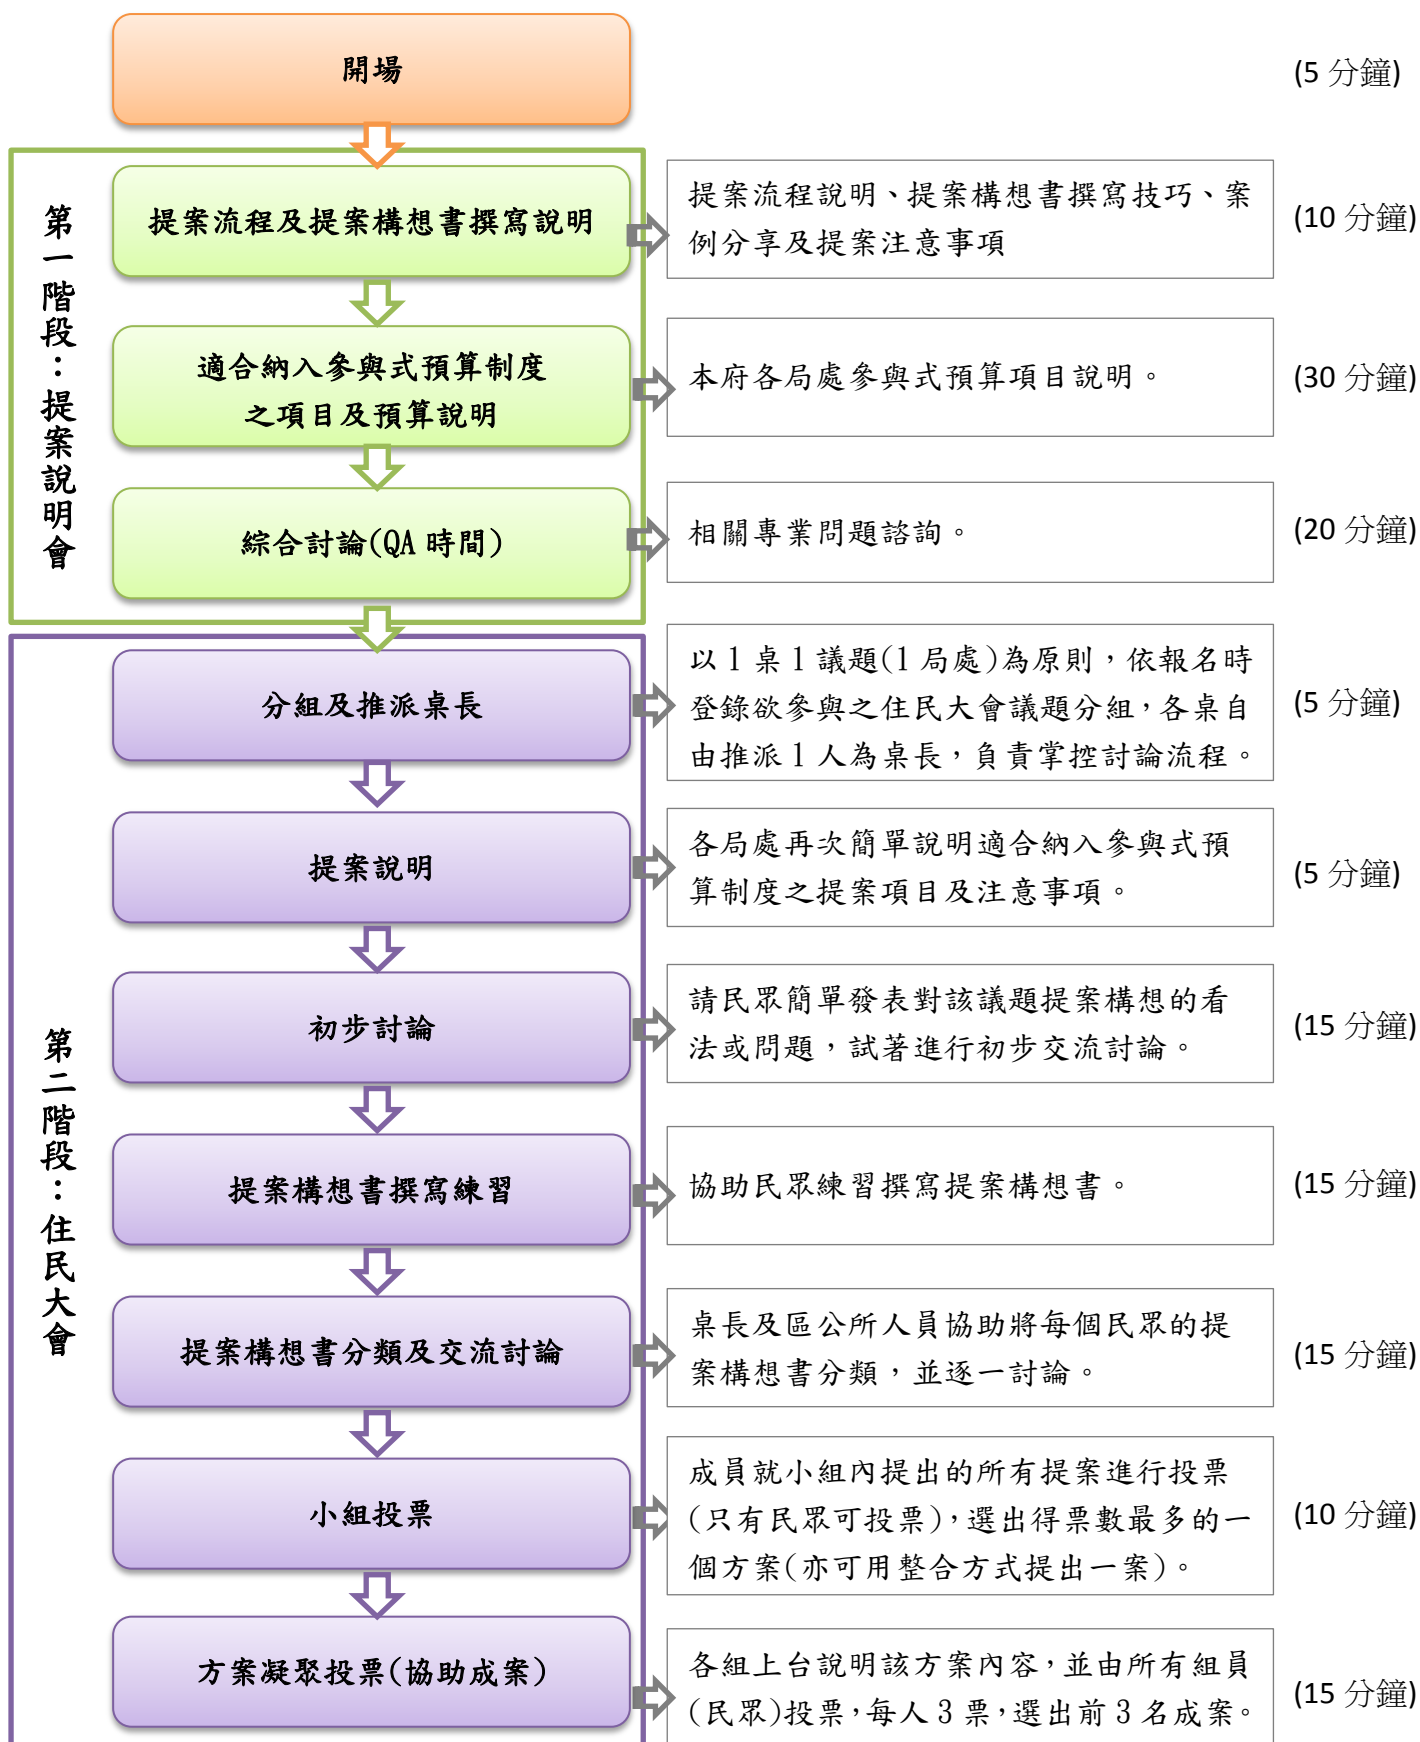 開場
(5 分鐘)
第一階段：提案說明會
提案流程及提案構想書撰寫說明
提案流程說明、提案構想書撰寫技巧、案
例分享及提案注意事項
(10 分鐘)
適合納入參與式預算制度
之項目及預算說明
本府各局處參與式預算項目說明。
(30 分鐘)
綜合討論(QA 時間)
相關專業問題諮詢。
(20 分鐘)
第二階段：住民大會
分組及推派桌長
以 1 桌 1 議題(1 局處)為原則，依報名時
登錄欲參與之住民大會議題分組，各桌自
由推派 1 人為桌長，負責掌控討論流程。
(5 分鐘)
提案說明
各局處再次簡單說明適合納入參與式預
算制度之提案項目及注意事項。
(5 分鐘)
初步討論
請民眾簡單發表對該議題提案構想的看
法或問題，試著進行初步交流討論。
(15 分鐘)
提案構想書撰寫練習
協助民眾練習撰寫提案構想書。
(15 分鐘)
提案構想書分類及交流討論
桌長及區公所人員協助將每個民眾的提
案構想書分類，並逐一討論。
(15 分鐘)
小組投票
成員就小組內提出的所有提案進行投票
(只有民眾可投票)，選出得票數最多的一
個方案(亦可用整合方式提出一案)。
(10 分鐘)
方案凝聚投票(協助成案)
各組上台說明該方案內容，並由所有組員
(民眾)投票，每人 3 票，選出前 3 名成案。
(15 分鐘)